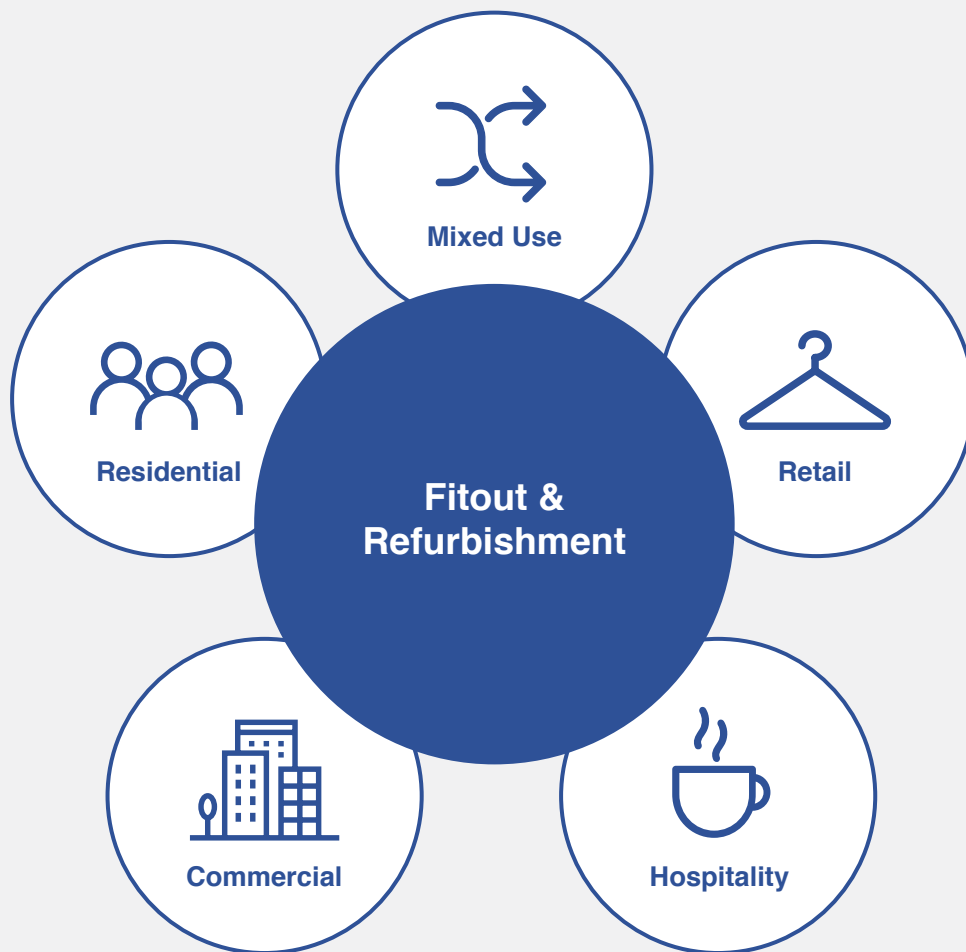 Mixed Use
Residential
Retail
Fitout &
Refurbishment
Commercial
Hospitality